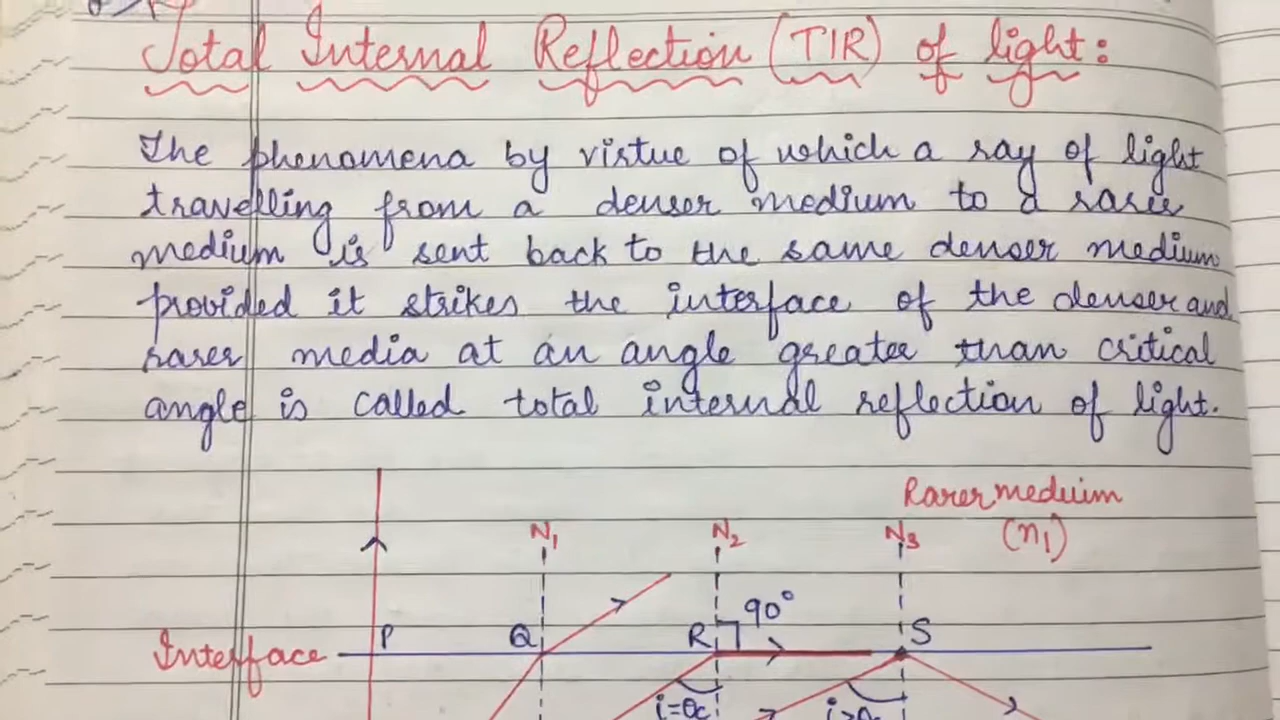 Total Internal Reflection (TIR) of light:
The phenomena by virtue of which a ray of light
travelling from a denser medium to a rarer
medium is sent back to the same denser medium
provided it strikes the interface of the denser and
rarer media at an angle greater than critical
angle is called total internal reflection of light.
Rarer medium
N₁ N₂ N₃ (n₁)
90°
P Q R S
Interface
i=θc i>θc